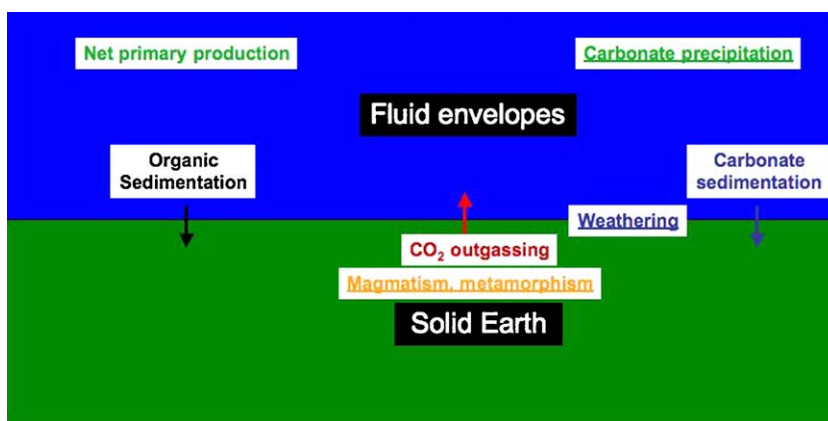 Net primary production
Carbonate precipitation
Fluid envelopes
Organic
Sedimentation
Carbonate
sedimentation
Weathering
CO₂ outgassing
Magmatism, metamorphism
Solid Earth